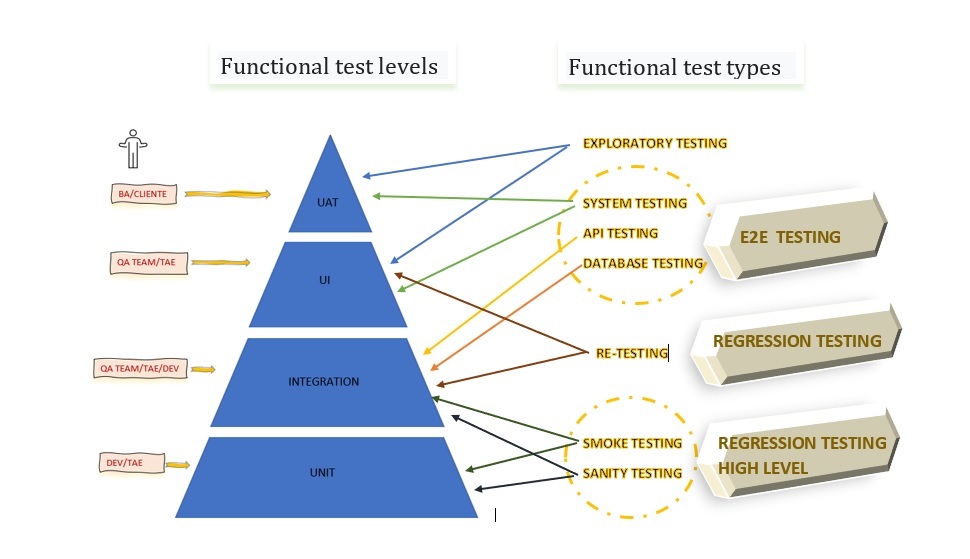 Functional test levels
Functional test types
EXPLORATORY TESTING
BA/CLIENTE
UAT
SYSTEM TESTING
API TESTING
E2E TESTING
QA TEAM/TAE
UI
DATABASE TESTING
REGRESSION TESTING
RE-TESTING
QA TEAM/TAE/DEV
INTEGRATION
SMOKE TESTING
REGRESSION TESTING
HIGH LEVEL
DEV/TAE
UNIT
SANITY TESTING